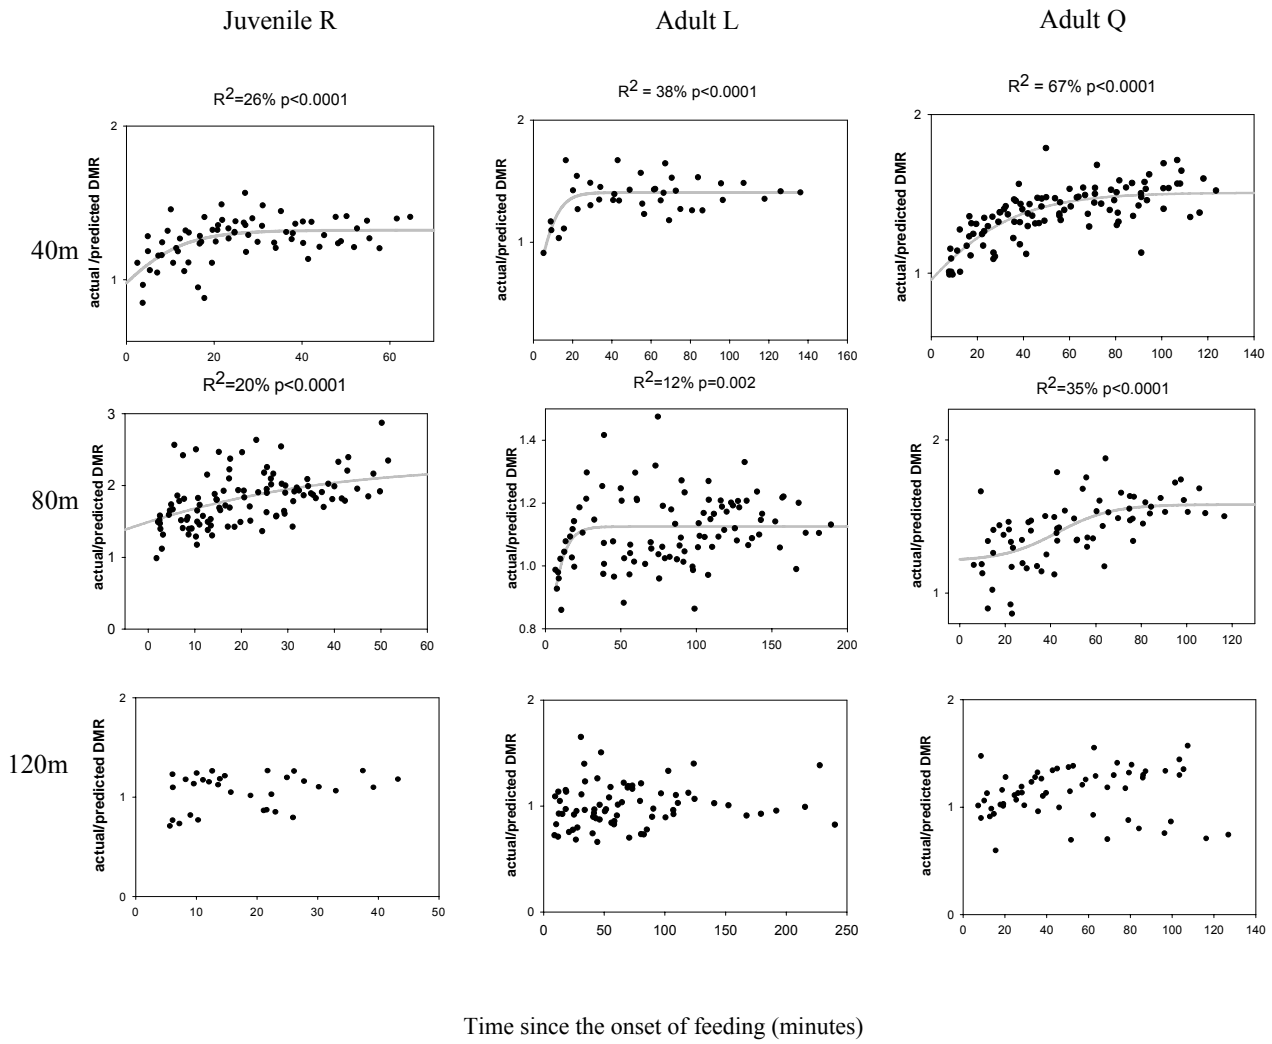 Juvenile R Adult L Adult Q
R2=26% p<0.0001 R2 = 38% p<0.0001 R2 = 67% p<0.0001
40m
actual /predicted DMR
2
1
0 20 40 60
actual/predicted DMR
2
1
0 20 40 60 80 100 120 140 160
actual/predicted DMR
2
1
0 20 40 60 80 100 120 140
R2=20% p<0.0001 R2=12% p=0.002 R2=35% p<0.0001
80m
actual/predicted DMR
3
2
1
0
0 10 20 30 40 50 60
actual/predicted DMR
1.4
1.2
1.0
0.8
0 50 100 150 200
actual/predicted DMR
2
1
0 20 40 60 80 100 120
120m
actual/predicted DMR
2
1
0
0 10 20 30 40 50
actual/predicted DMR
2
1
0
0 50 100 150 200 250
actual/predicted DMR
2
1
0
0 20 40 60 80 100 120 140
Time since the onset of feeding (minutes)